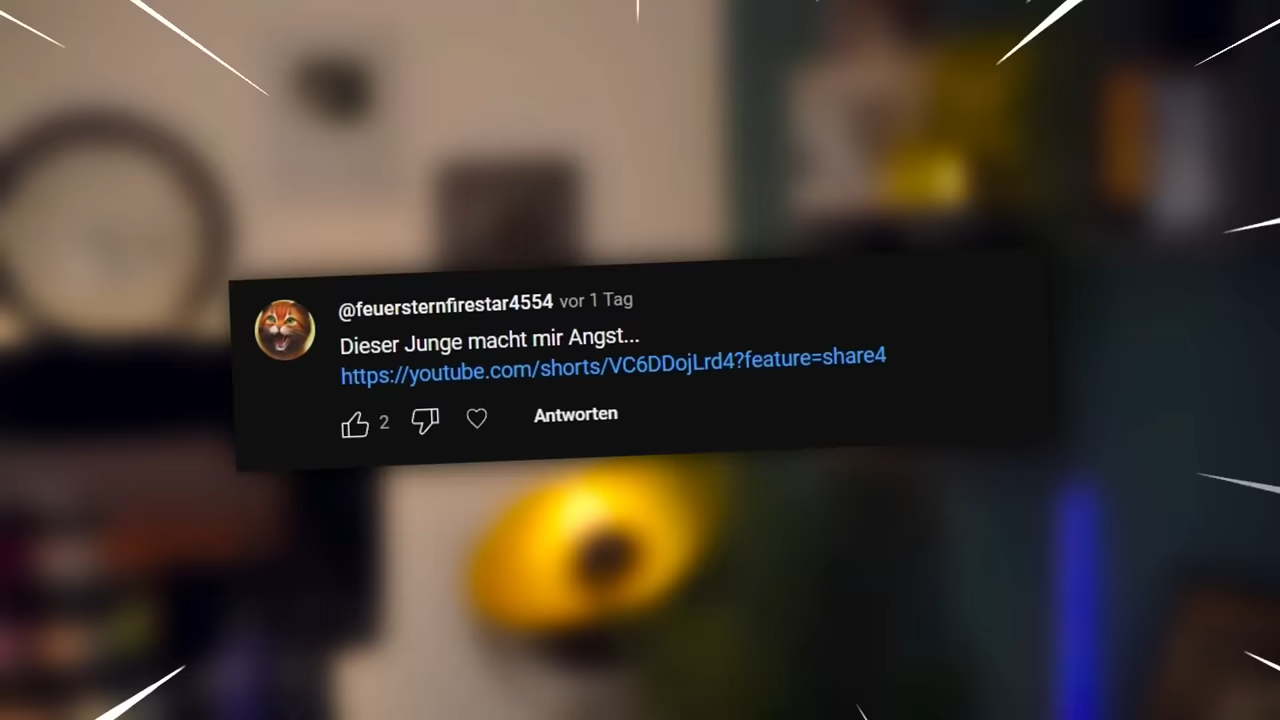 @feuersternfirestar4554 vor 1 Tag
Dieser Junge macht mir Angst...
https://youtube.com/shorts/VC6DDojLrd4?feature=share4
2 Antworten